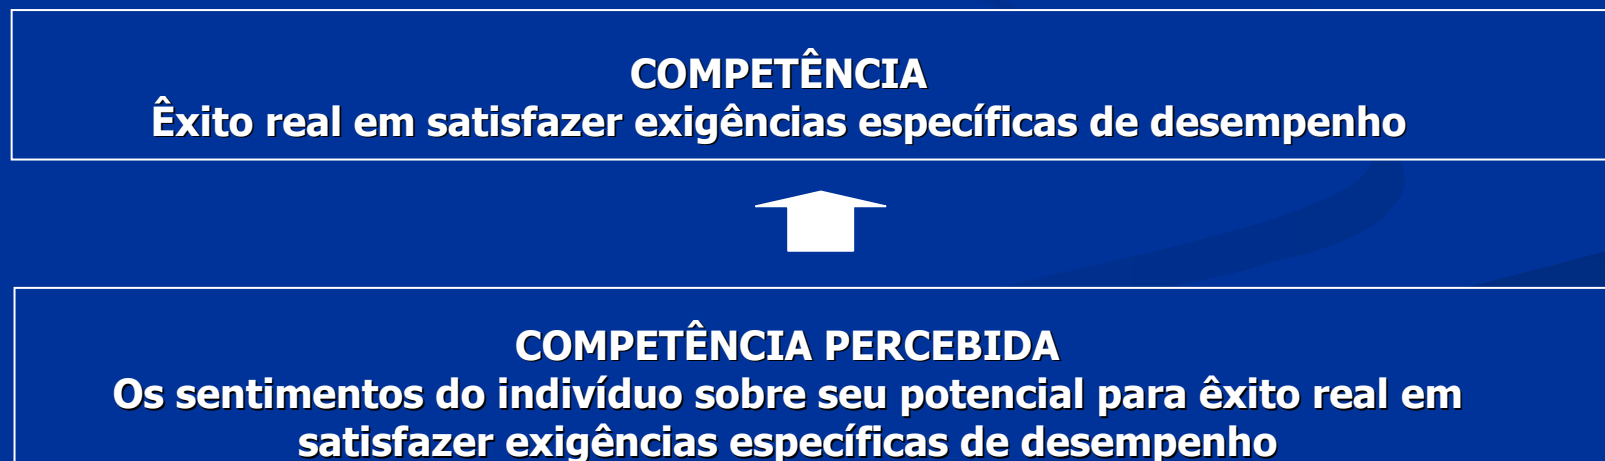 COMPETÊNCIA
Êxito real em satisfazer exigências específicas de desempenho
COMPETÊNCIA PERCEBIDA
Os sentimentos do indivíduo sobre seu potencial para êxito real em
satisfazer exigências específicas de desempenho